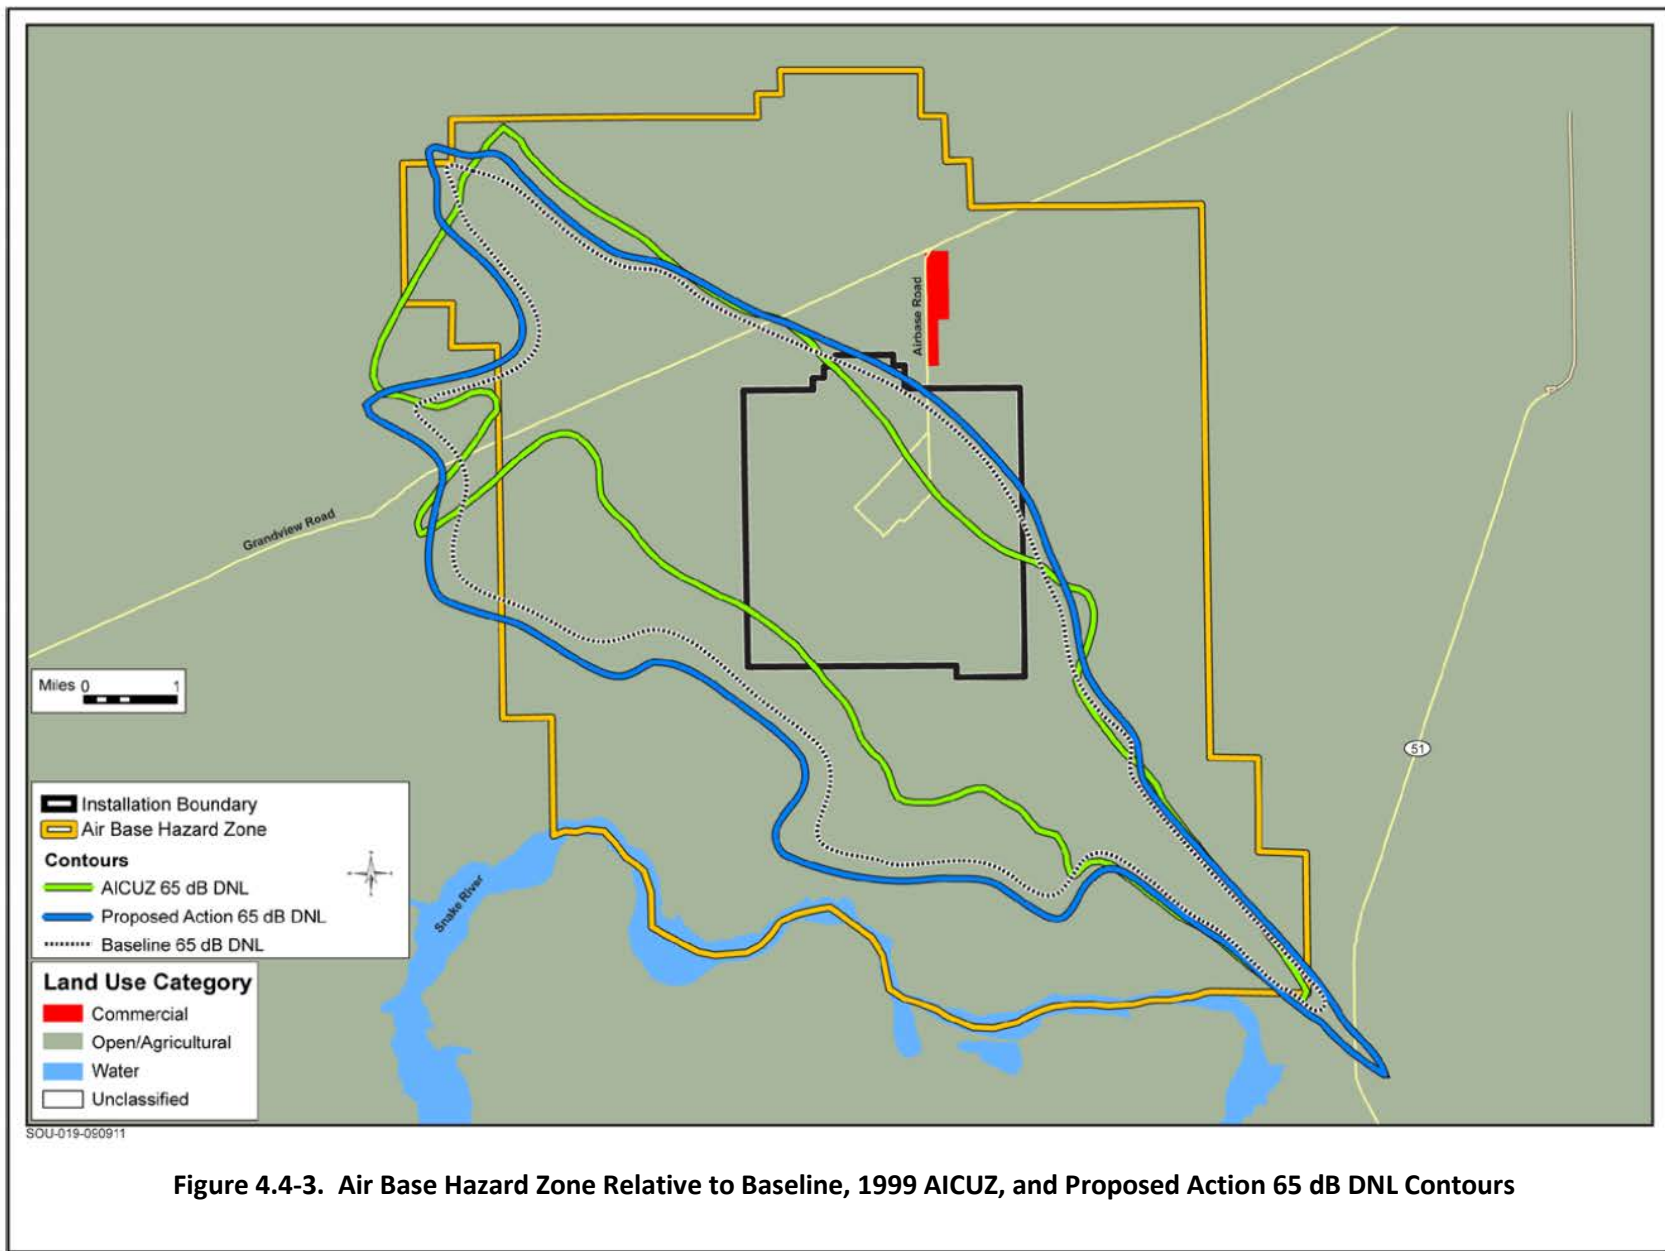 Airbase Road
Grandview Road
51
Miles 0 1
Installation Boundary
Air Base Hazard Zone
Contours
AICUZ 65 dB DNL
Proposed Action 65 dB DNL
Baseline 65 dB DNL
Snake River
Land Use Category
Commercial
Open/Agricultural
Water
Unclassified
SOU-019-090911
Figure 4.4-3. Air Base Hazard Zone Relative to Baseline, 1999 AICUZ, and Proposed Action 65 dB DNL Contours